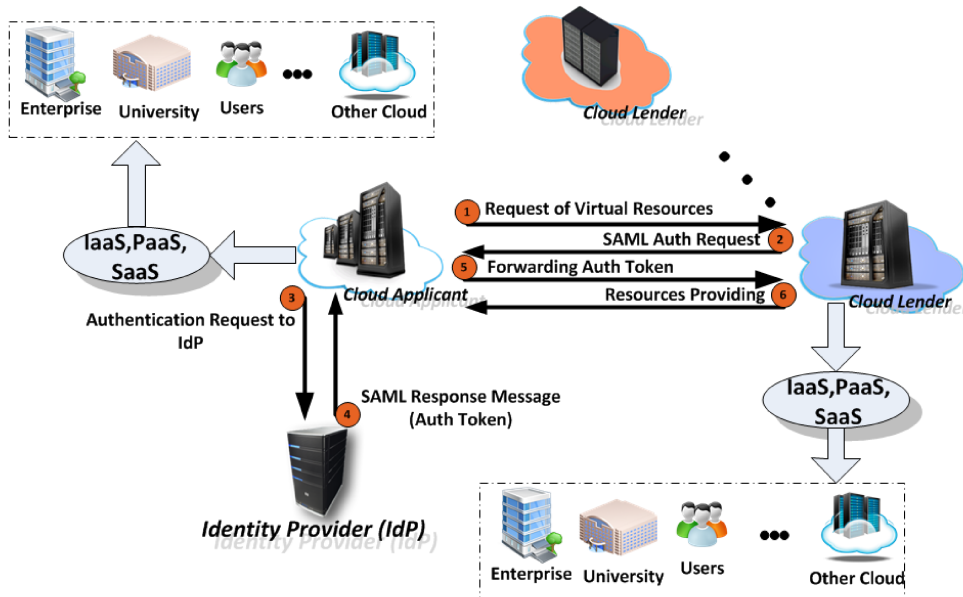 Enterprise
University
Users
Other Cloud
Cloud Lender
IaaS,PaaS,
SaaS
Cloud Applicant
1
Request of Virtual Resources
SAML Auth Request
2
5
Forwarding Auth Token
Resources Providing
6
Cloud Lender
3
Authentication Request to
IdP
4
SAML Response Message
(Auth Token)
Identity Provider (IdP)
IaaS,PaaS,
SaaS
Enterprise
University
Users
Other Cloud